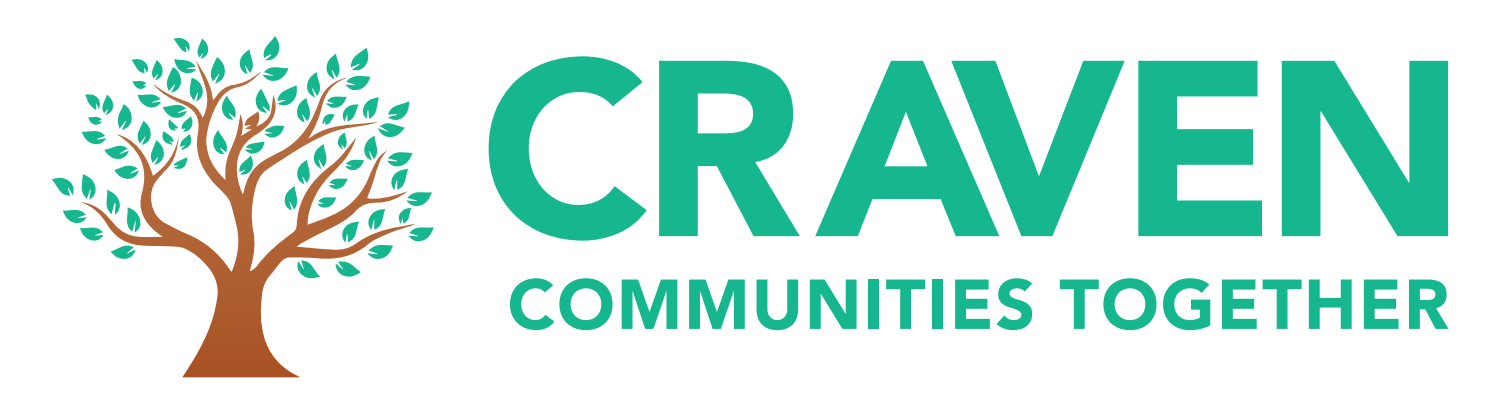 CRAVEN
COMMUNITIES TOGETHER